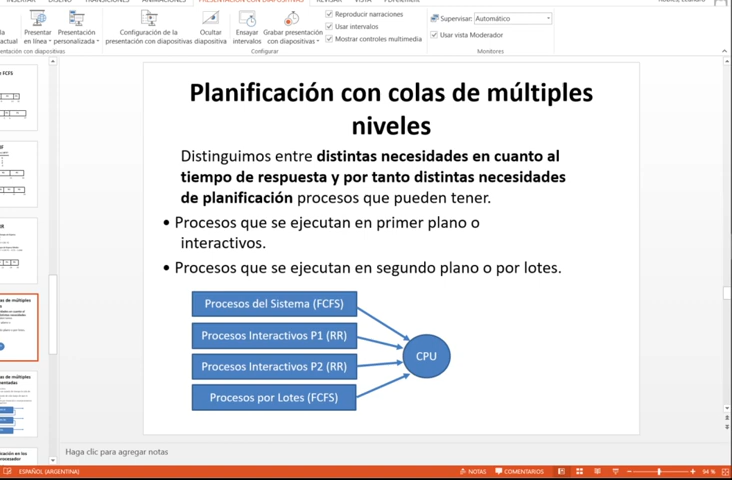 PRESENTACIÓN CON DIAPOSITIVAS
Presentar en línea
Presentación personalizada
Configuración de la presentación con diapositivas
Ocultar diapositiva
Ensayar intervalos
Grabar presentación con diapositivas
Reproducir narraciones
Usar intervalos
Mostrar controles multimedia
Supervisar: Automático
Usar vista Moderador
Configurar
Monitores
Planificación con colas de múltiples
niveles
Distinguimos entre distintas necesidades en cuanto al
tiempo de respuesta y por tanto distintas necesidades
de planificación procesos que pueden tener.
• Procesos que se ejecutan en primer plano o
interactivos.
• Procesos que se ejecutan en segundo plano o por lotes.
Procesos del Sistema (FCFS)
Procesos Interactivos P1 (RR)
CPU
Procesos Interactivos P2 (RR)
Procesos por Lotes (FCFS)
Haga clic para agregar notas
ESPAÑOL (ARGENTINA)
NOTAS
COMENTARIOS
94 %